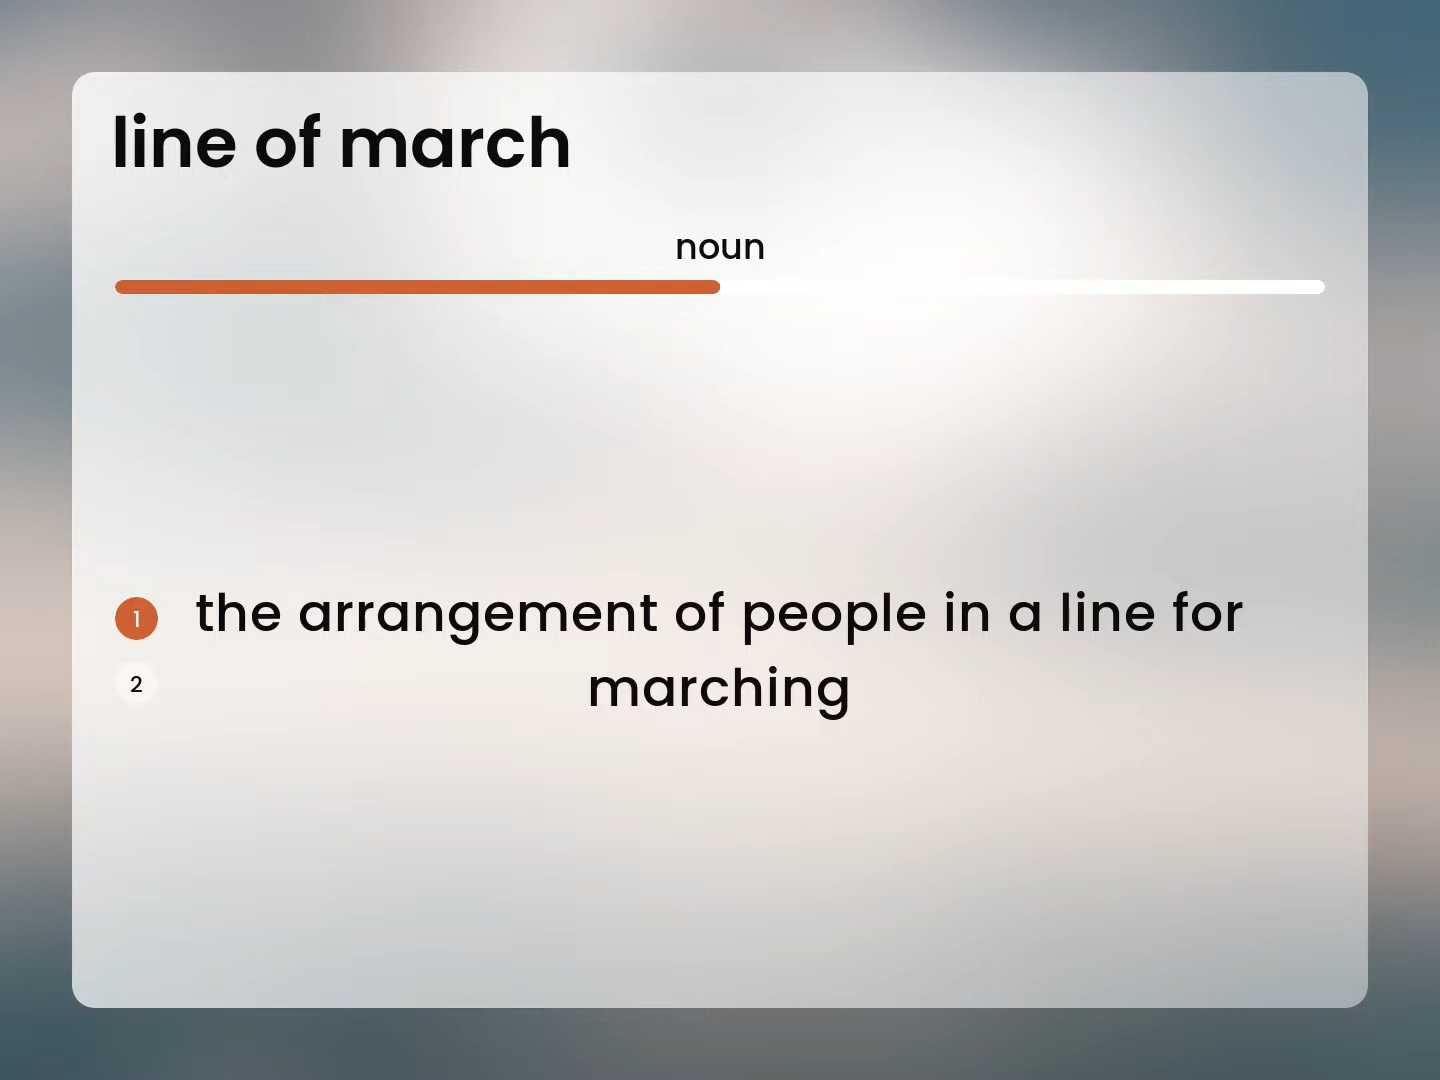 line of march
noun
1 the arrangement of people in a line for
2 marching